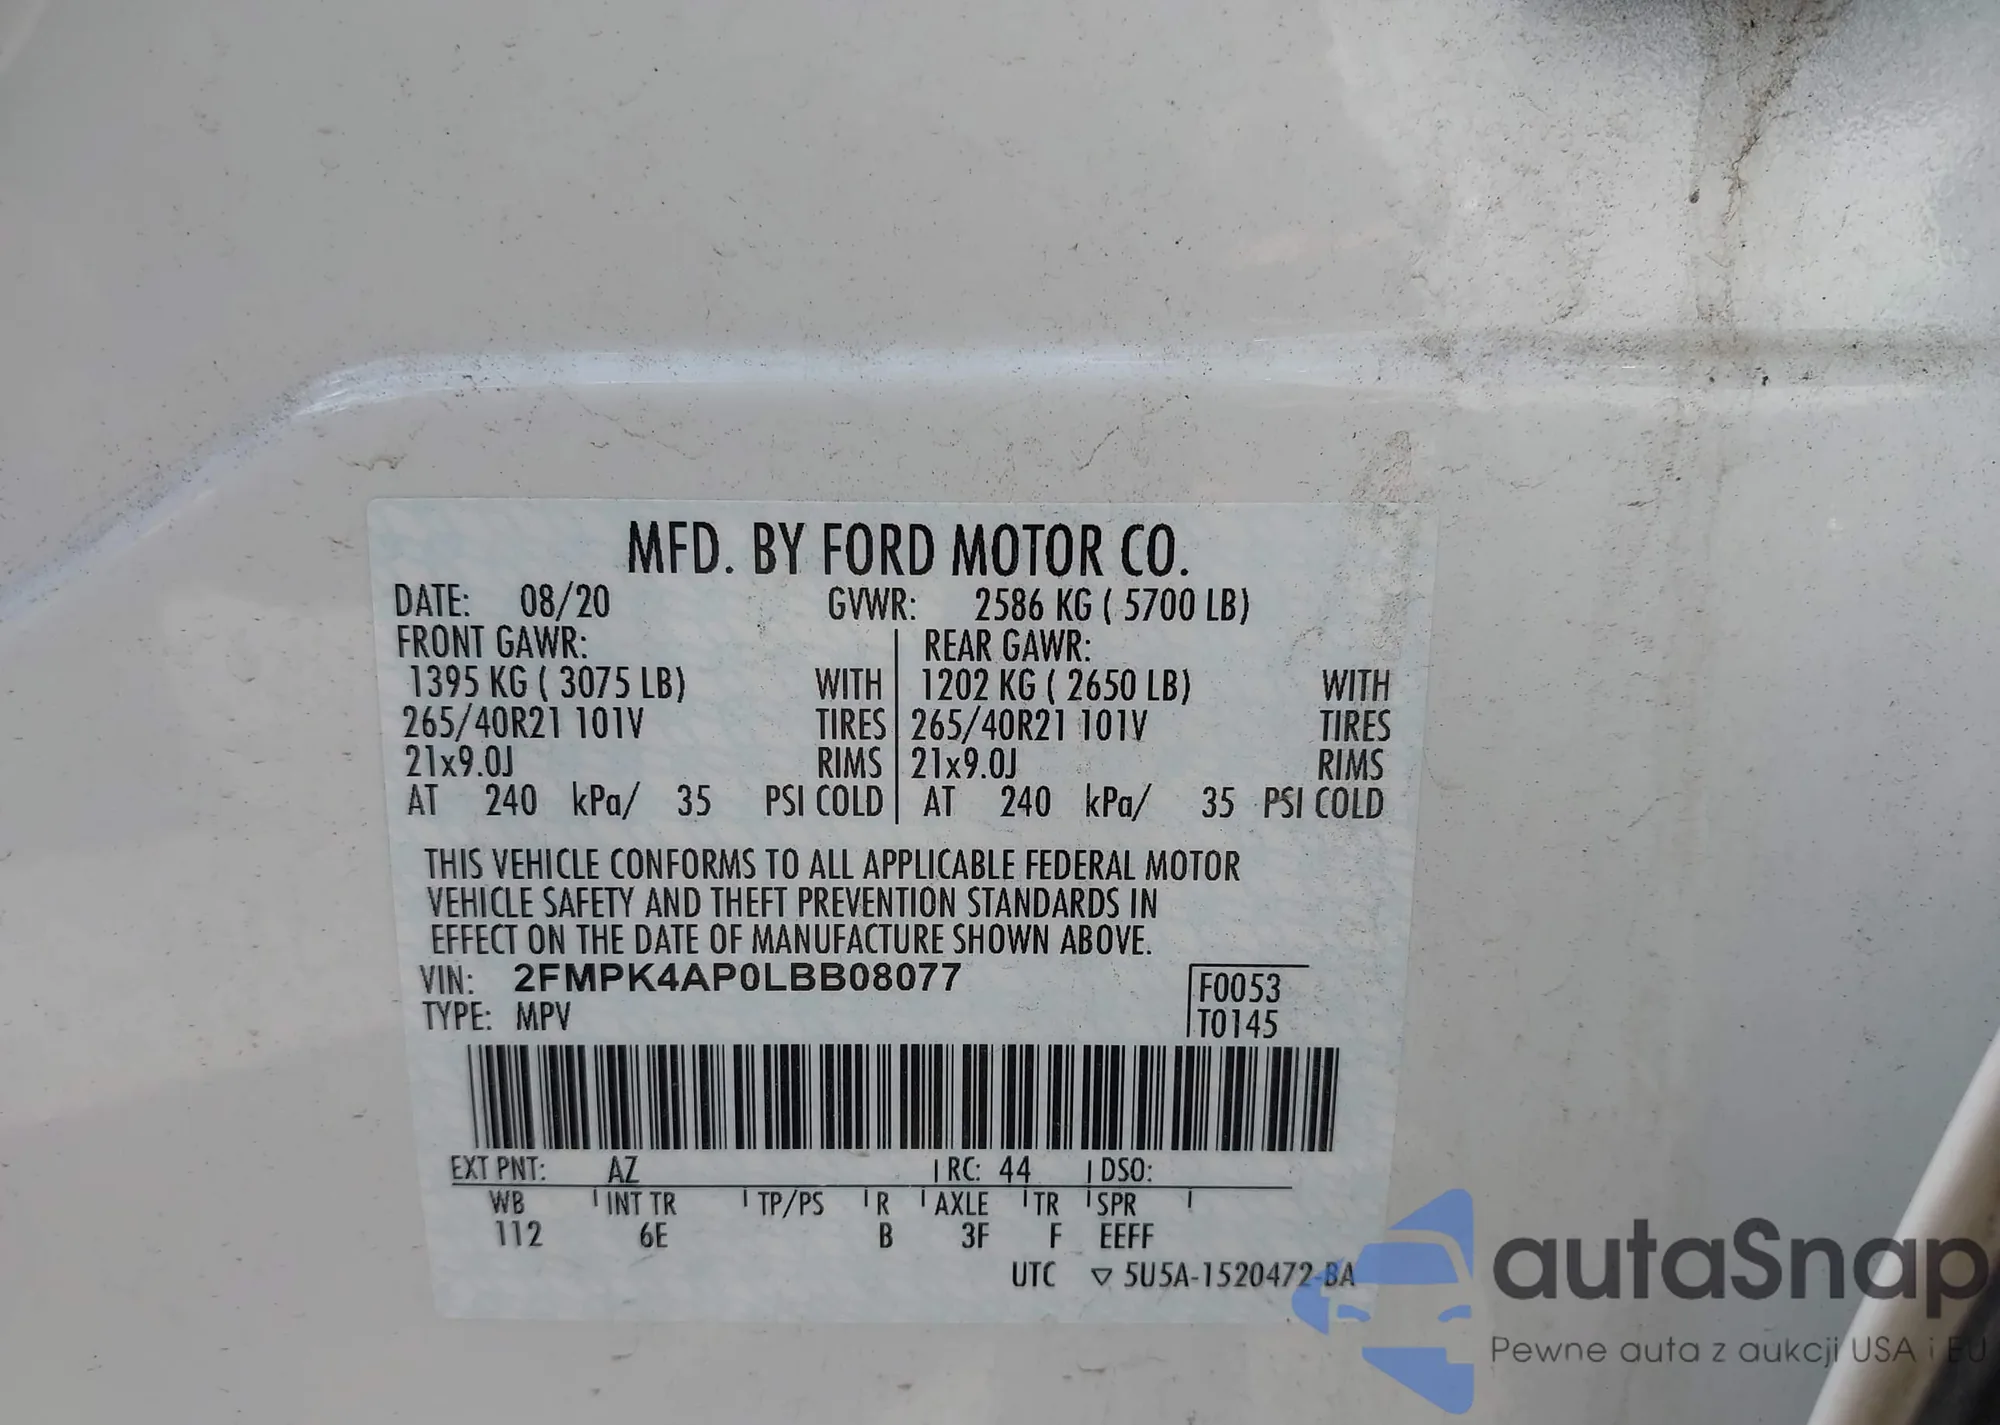 MFD. BY FORD MOTOR CO.
DATE: 08/20 GVWR: 2586 KG ( 5700 LB)
FRONT GAWR: REAR GAWR:
1395 KG ( 3075 LB) WITH 1202 KG ( 2650 LB) WITH
265/40R21 101V TIRES 265/40R21 101V TIRES
21x9.0J RIMS 21x9.0J RIMS
AT 240 kPa/ 35 PSI COLD AT 240 kPa/ 35 PSI COLD
THIS VEHICLE CONFORMS TO ALL APPLICABLE FEDERAL MOTOR
VEHICLE SAFETY AND THEFT PREVENTION STANDARDS IN
EFFECT ON THE DATE OF MANUFACTURE SHOWN ABOVE.
VIN: 2FMPK4AP0LBB08077 F0053
TYPE: MPV T0145
EXT PNT: AZ RC: 44 DSO:
WB INT TR TP/PS R AXLE TR SPR
112 6E B 3F F EEFF
UTC ▽ 5U5A-1520472-BA
autaSnap
Pewne auta z aukcji USA i EU